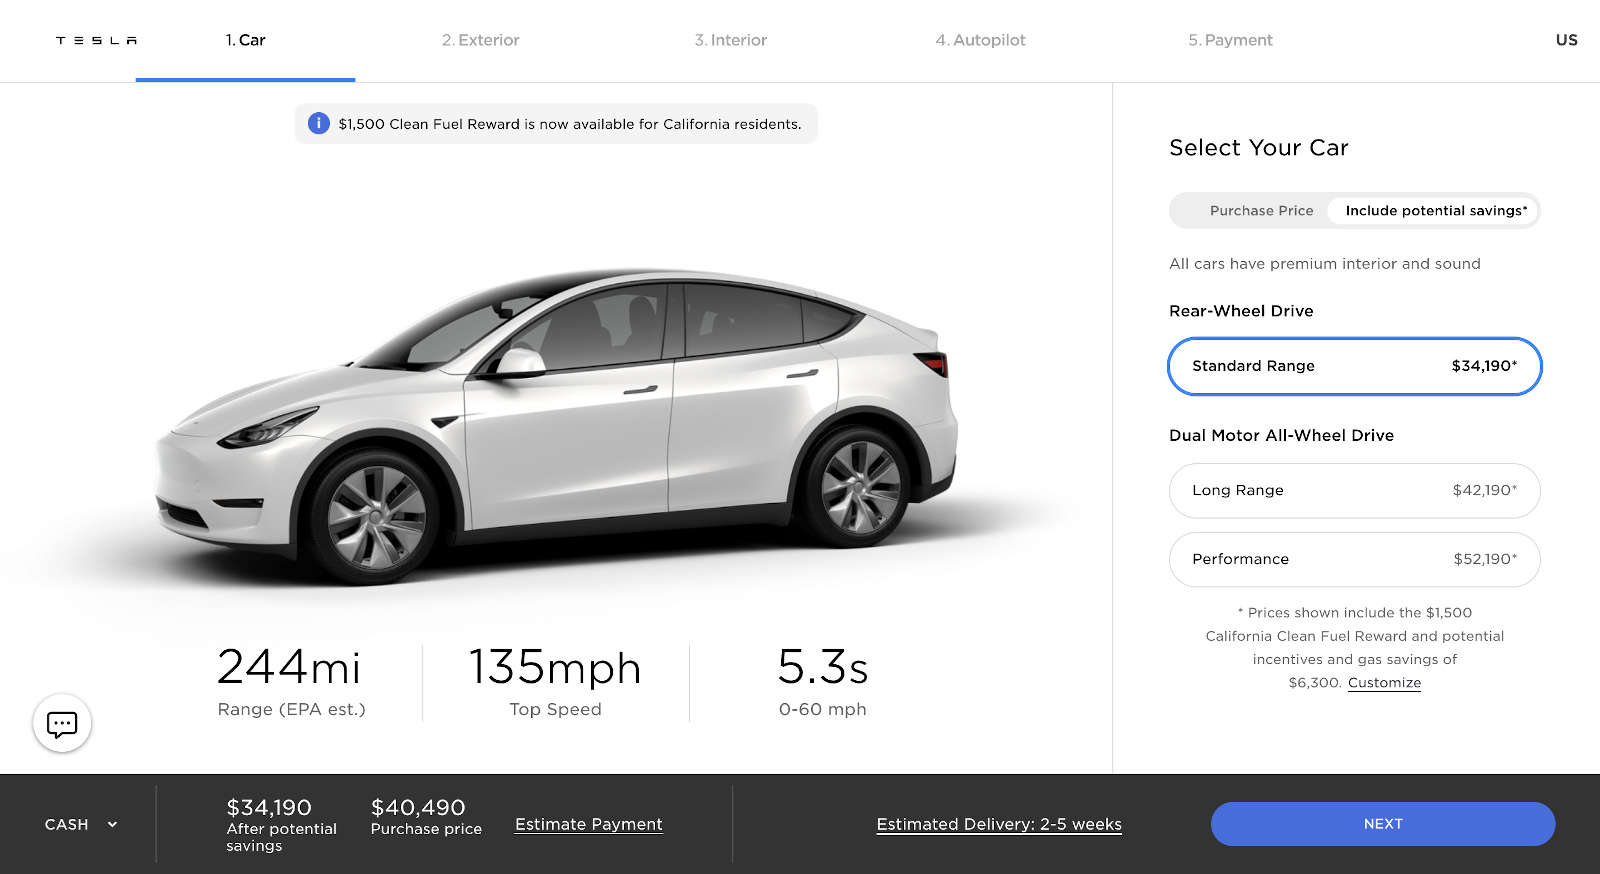 TESLA
1. Car
2. Exterior
3. Interior
4. Autopilot
5. Payment
US
i
$1,500 Clean Fuel Reward is now available for California residents.
244mi
Range (EPA est.)
135mph
Top Speed
5.3s
0-60 mph
Select Your Car
Purchase Price
Include potential savings*
All cars have premium interior and sound
Rear-Wheel Drive
Standard Range $34,190*
Dual Motor All-Wheel Drive
Long Range $42,190*
Performance $52,190*
* Prices shown include the $1,500
California Clean Fuel Reward and potential
incentives and gas savings of
$6,300. Customize
CASH
$34,190
After potential
savings
$40,490
Purchase price
Estimate Payment
Estimated Delivery: 2-5 weeks
NEXT